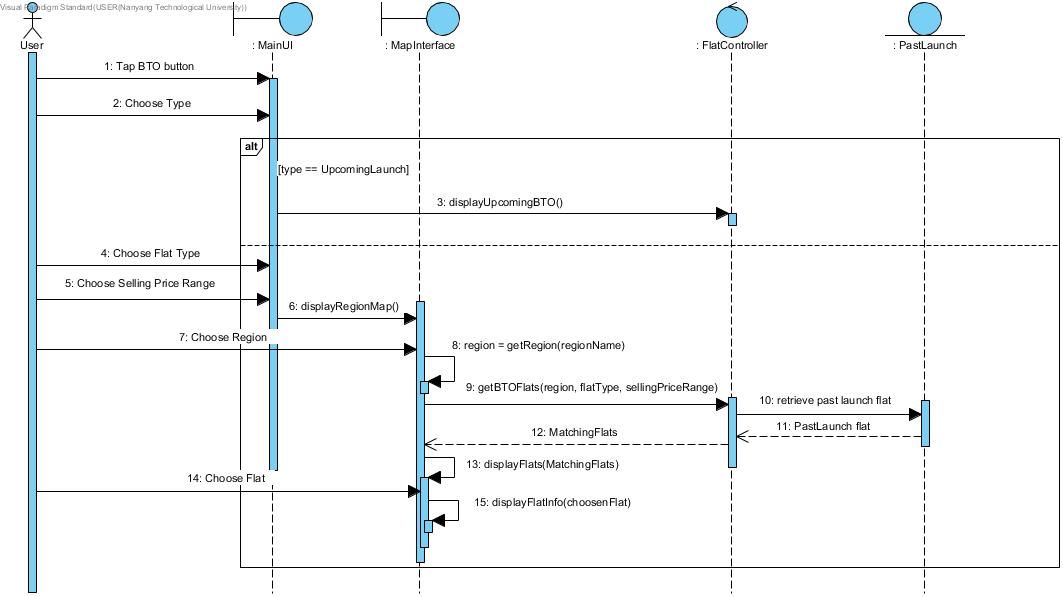 Visual Paradigm Standard(USER(Nanyang Technological University))
User
: MainUI
: MapInterface
: FlatController
: PastLaunch
1: Tap BTO button
2: Choose Type
alt
[type == UpcomingLaunch]
3: displayUpcomingBTO()
4: Choose Flat Type
5: Choose Selling Price Range
6: displayRegionMap()
7: Choose Region
8: region = getRegion(regionName)
9: getBTOFlats(region, flatType, sellingPriceRange)
10: retrieve past launch flat
11: PastLaunch flat
12: MatchingFlats
13: displayFlats(MatchingFlats)
14: Choose Flat
15: displayFlatInfo(choosenFlat)